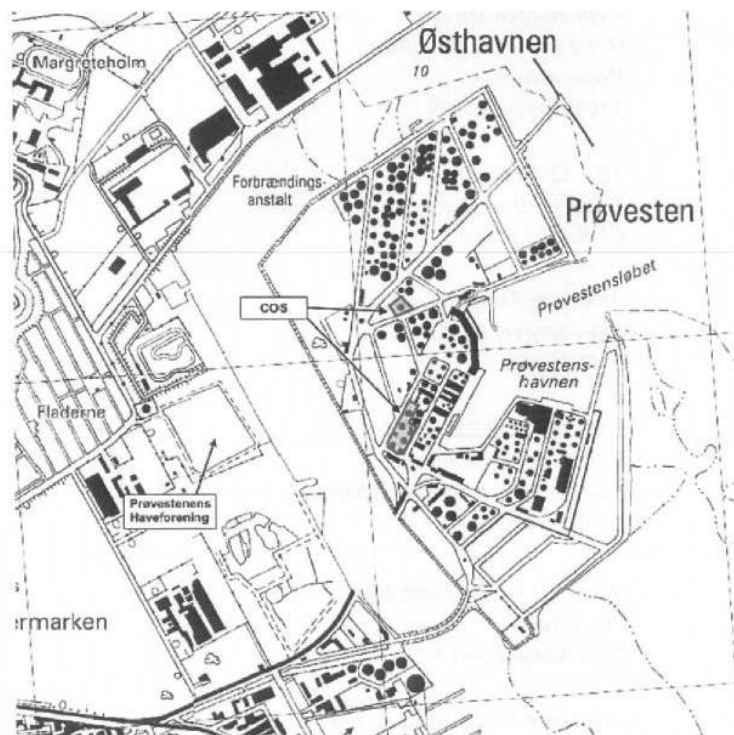 Østhavnen
Margreteholm
10
Forbrændings-
anstalt
Prøvesten
Prøvestensløbet
COS
Prøvestens-
havnen
Fladerne
Prøvestenens
Haveforening
ermarken